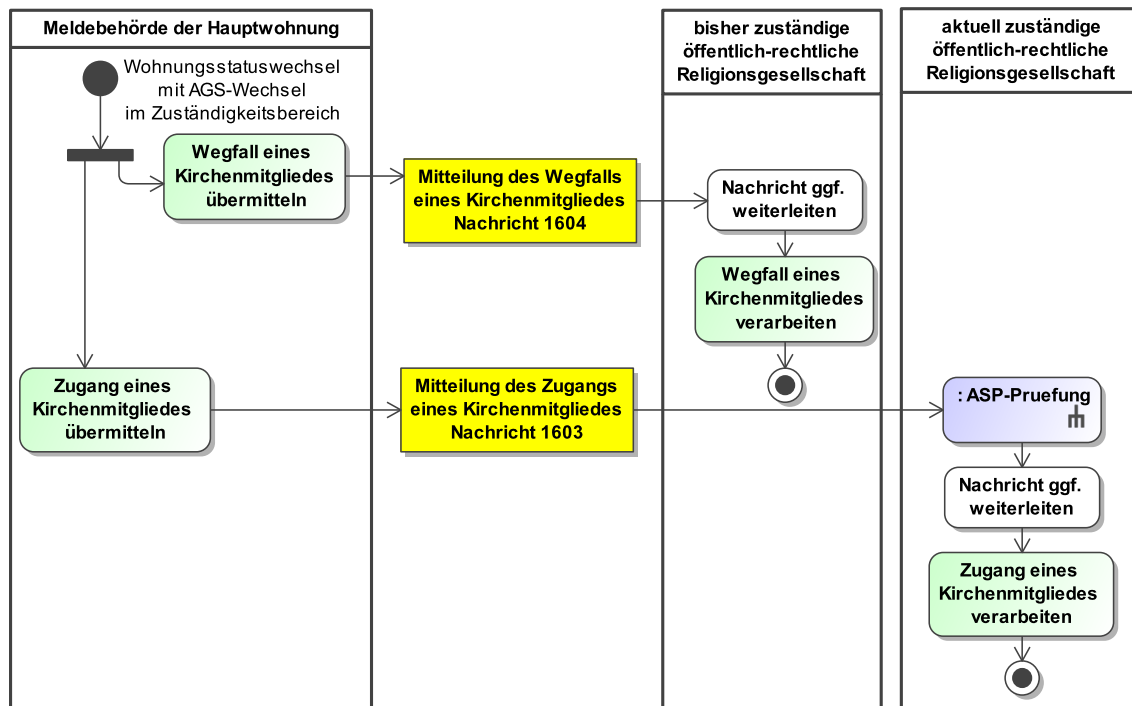 Meldebehörde der Hauptwohnung
bisher zuständige
öffentlich-rechtliche
Religionsgesellschaft
aktuell zuständige
öffentlich-rechtliche
Religionsgesellschaft
Wohnungsstatuswechsel
mit AGS-Wechsel
im Zuständigkeitsbereich
Wegfall eines
Kirchenmitgliedes
übermitteln
Mitteilung des Wegfalls
eines Kirchenmitgliedes
Nachricht 1604
Nachricht ggf.
weiterleiten
Wegfall eines
Kirchenmitgliedes
verarbeiten
Zugang eines
Kirchenmitgliedes
übermitteln
Mitteilung des Zugangs
eines Kirchenmitgliedes
Nachricht 1603
: ASP-Pruefung
Nachricht ggf.
weiterleiten
Zugang eines
Kirchenmitgliedes
verarbeiten